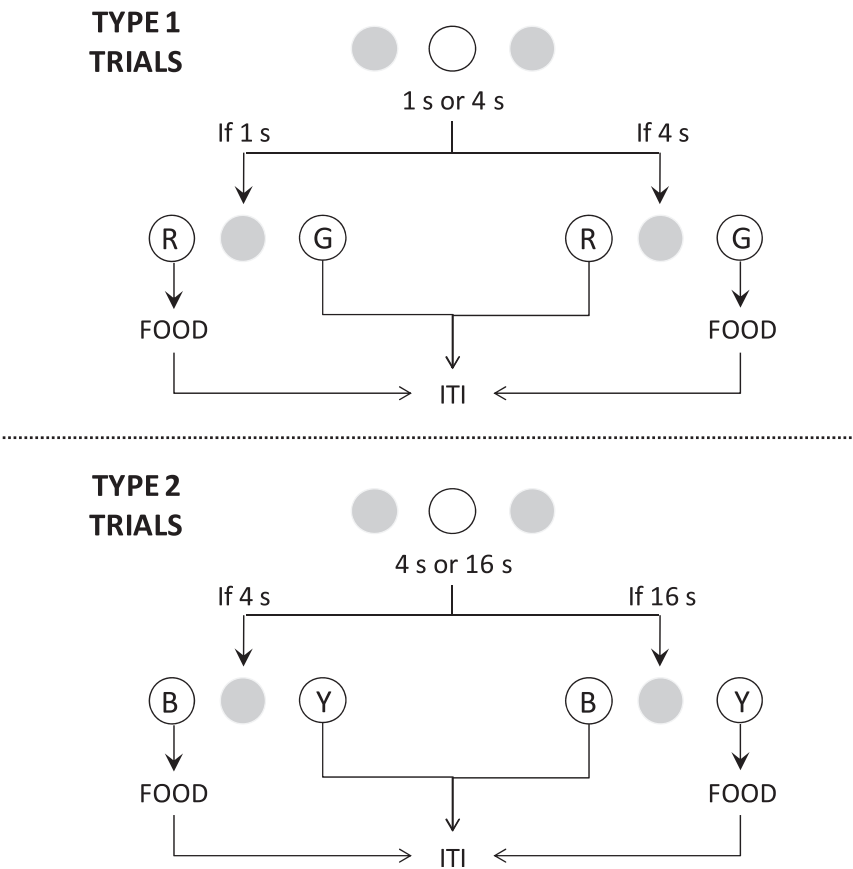 TYPE 1
TRIALS
1 s or 4 s
If 1 s
If 4 s
R
G
R
G
FOOD
FOOD
ITI
TYPE 2
TRIALS
4 s or 16 s
If 4 s
If 16 s
B
Y
B
Y
FOOD
FOOD
ITI